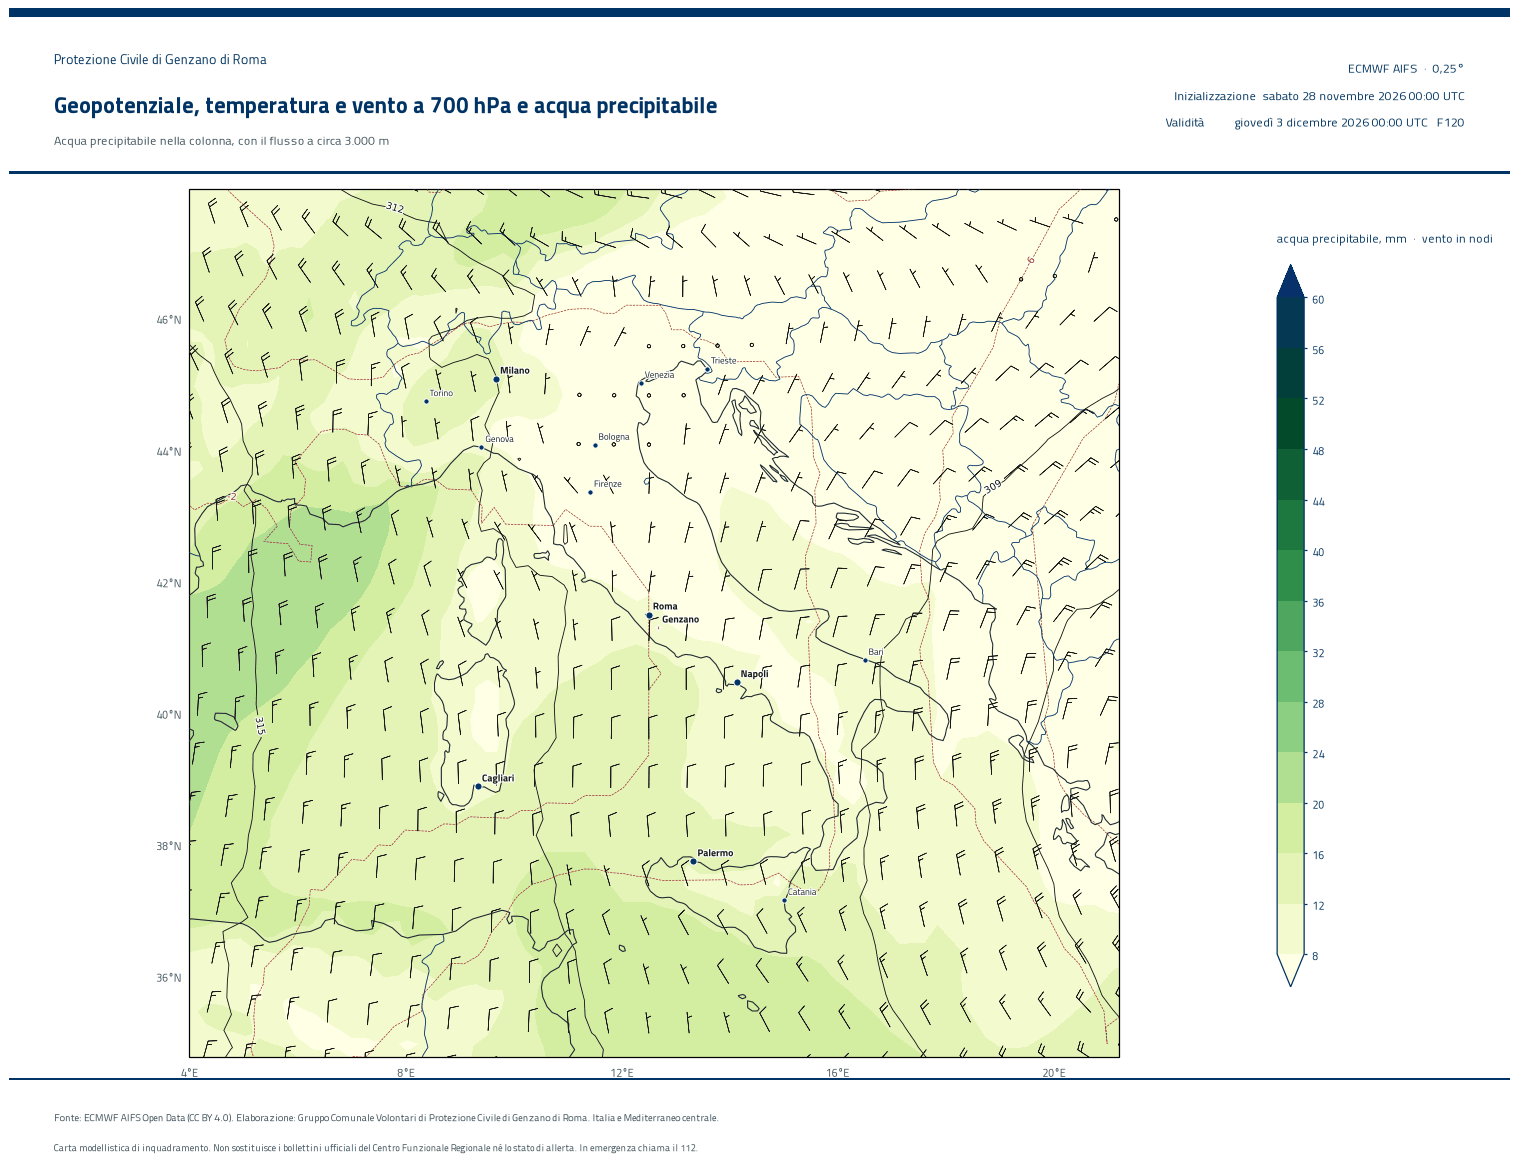 Protezione Civile di Genzano di Roma
ECMWF AIFS · 0,25°
Geopotenziale, temperatura e vento a 700 hPa e acqua precipitabile
Inizializzazione sabato 28 novembre 2026 00:00 UTC
Validità giovedì 3 dicembre 2026 00:00 UTC F120
Acqua precipitabile nella colonna, con il flusso a circa 3.000 m
acqua precipitabile, mm · vento in nodi
312
-6
60
56
52
48
44
40
36
32
28
24
20
16
12
8
46°N
44°N
42°N
40°N
38°N
36°N
Trieste
Venezia
Milano
Torino
Genova
Bologna
Firenze
309
-2
Roma
Genzano
Bari
Napoli
315
Cagliari
Palermo
Catania
4°E
8°E
12°E
16°E
20°E
Fonte: ECMWF AIFS Open Data (CC BY 4.0). Elaborazione: Gruppo Comunale Volontari di Protezione Civile di Genzano di Roma. Italia e Mediterraneo centrale.
Carta modellistica di inquadramento. Non sostituisce i bollettini ufficiali del Centro Funzionale Regionale né lo stato di allerta. In emergenza chiama il 112.